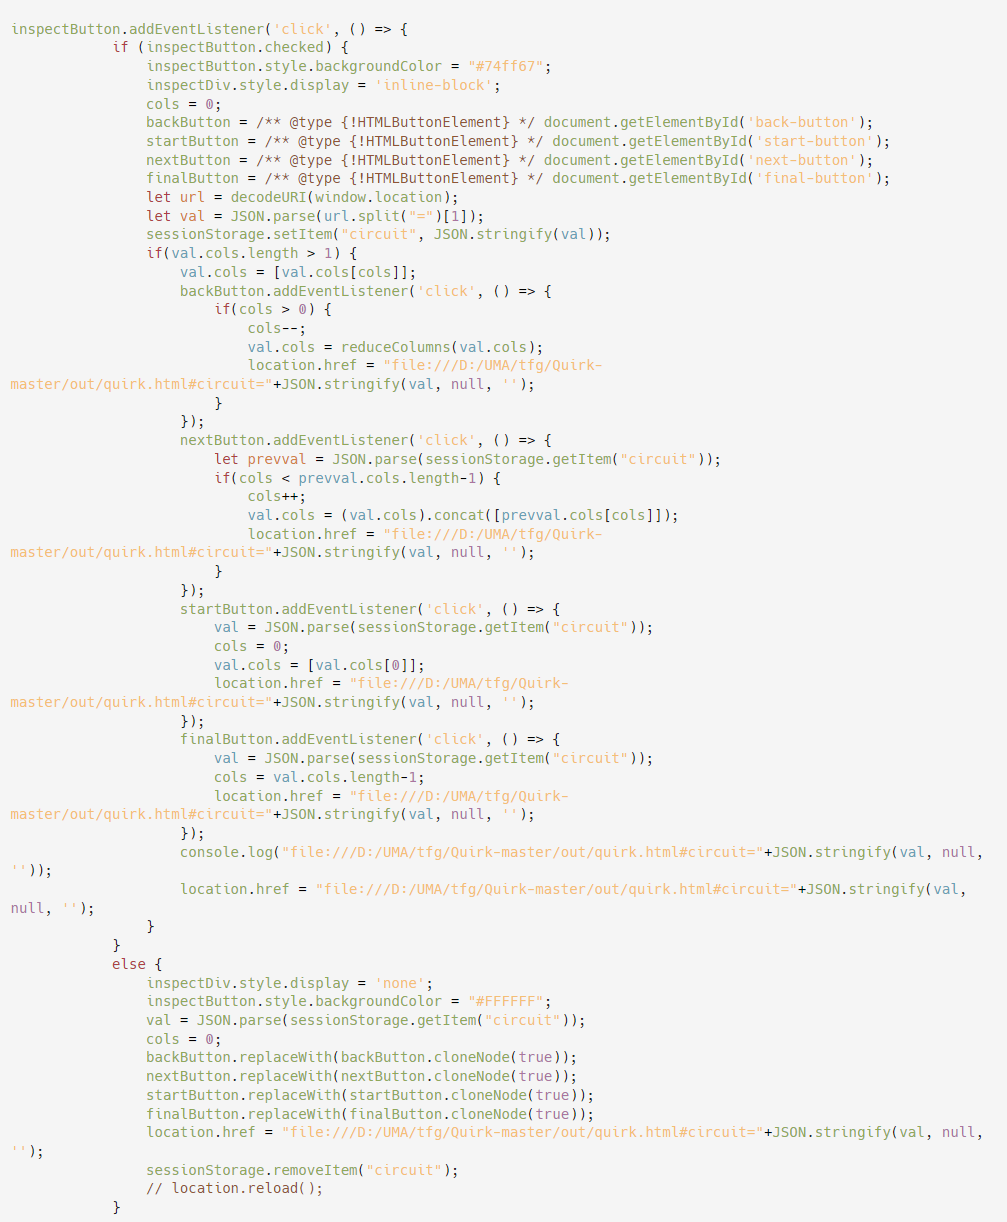 inspectButton.addEventListener('click', () => {
            if (inspectButton.checked) {
                inspectButton.style.backgroundColor = "#74ff67";
                inspectDiv.style.display = 'inline-block';
                cols = 0;
                backButton = /** @type {!HTMLButtonElement} */ document.getElementById('back-button');
                startButton = /** @type {!HTMLButtonElement} */ document.getElementById('start-button');
                nextButton = /** @type {!HTMLButtonElement} */ document.getElementById('next-button');
                finalButton = /** @type {!HTMLButtonElement} */ document.getElementById('final-button');
                let url = decodeURI(window.location);
                let val = JSON.parse(url.split("=")[1]);
                sessionStorage.setItem("circuit", JSON.stringify(val));
                if(val.cols.length > 1) {
                    val.cols = [val.cols[cols]];
                    backButton.addEventListener('click', () => {
                        if(cols > 0) {
                            cols--;
                            val.cols = reduceColumns(val.cols);
                            location.href = "file:///D:/UMA/tfg/Quirk-
master/out/quirk.html#circuit="+JSON.stringify(val, null, '');
                        }
                    });
                    nextButton.addEventListener('click', () => {
                        let prevval = JSON.parse(sessionStorage.getItem("circuit"));
                        if(cols < prevval.cols.length-1) {
                            cols++;
                            val.cols = (val.cols).concat([prevval.cols[cols]]);
                            location.href = "file:///D:/UMA/tfg/Quirk-
master/out/quirk.html#circuit="+JSON.stringify(val, null, '');
                        }
                    });
                    startButton.addEventListener('click', () => {
                        val = JSON.parse(sessionStorage.getItem("circuit"));
                        cols = 0;
                        val.cols = [val.cols[0]];
                        location.href = "file:///D:/UMA/tfg/Quirk-
master/out/quirk.html#circuit="+JSON.stringify(val, null, '');
                    });
                    finalButton.addEventListener('click', () => {
                        val = JSON.parse(sessionStorage.getItem("circuit"));
                        cols = val.cols.length-1;
                        location.href = "file:///D:/UMA/tfg/Quirk-
master/out/quirk.html#circuit="+JSON.stringify(val, null, '');
                    });
                    console.log("file:///D:/UMA/tfg/Quirk-master/out/quirk.html#circuit="+JSON.stringify(val, null,
''));
                    location.href = "file:///D:/UMA/tfg/Quirk-master/out/quirk.html#circuit="+JSON.stringify(val,
null, '');
                }
            }
            else {
                inspectDiv.style.display = 'none';
                inspectButton.style.backgroundColor = "#FFFFFF";
                val = JSON.parse(sessionStorage.getItem("circuit"));
                cols = 0;
                backButton.replaceWith(backButton.cloneNode(true));
                nextButton.replaceWith(nextButton.cloneNode(true));
                startButton.replaceWith(startButton.cloneNode(true));
                finalButton.replaceWith(finalButton.cloneNode(true));
                location.href = "file:///D:/UMA/tfg/Quirk-master/out/quirk.html#circuit="+JSON.stringify(val, null,
'');
                sessionStorage.removeItem("circuit");
                // location.reload();
            }